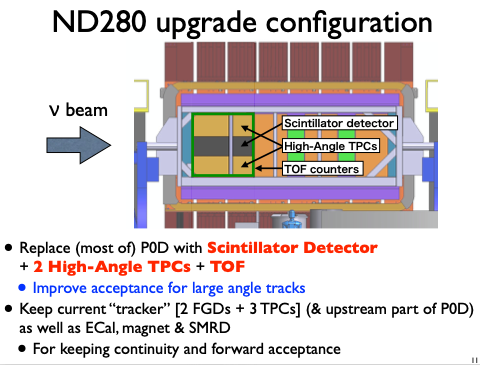 ND280 upgrade configuration
ν beam
Scintillator detector
High-Angle TPCs
TOF counters
• Replace (most of) P0D with Scintillator Detector
+ 2 High-Angle TPCs + TOF
• Improve acceptance for large angle tracks
• Keep current “tracker” [2 FGDs + 3 TPCs] (& upstream part of P0D)
as well as ECal, magnet & SMRD
• For keeping continuity and forward acceptance
11